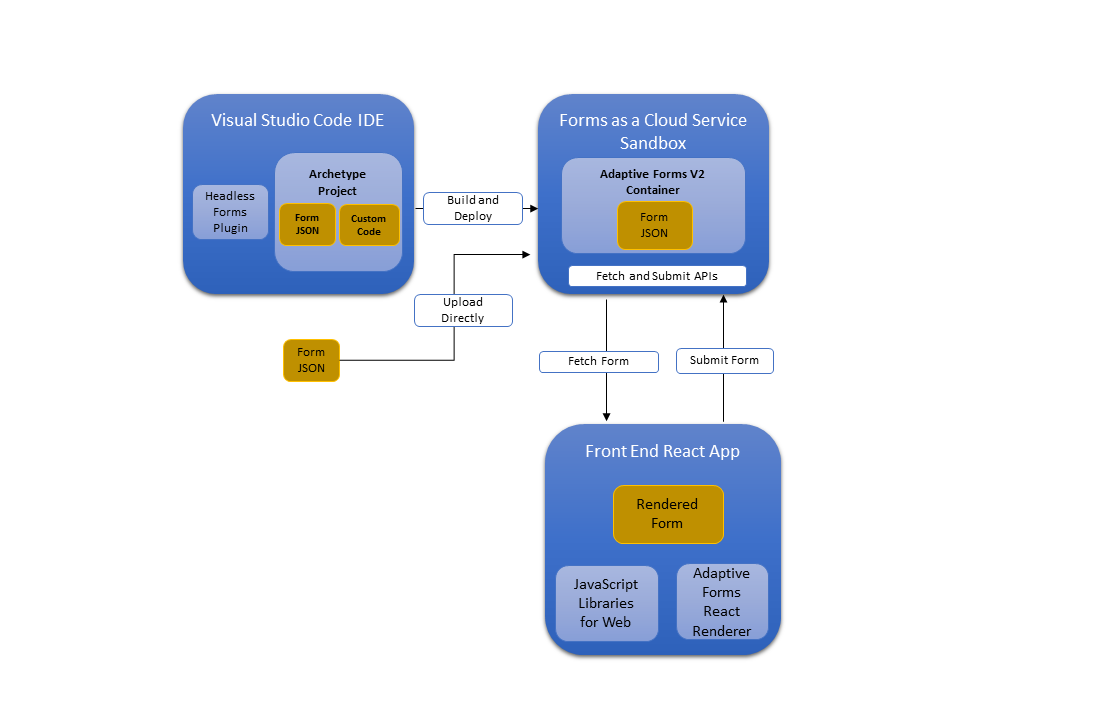 Visual Studio Code IDE
Headless
Forms
Plugin
Archetype
Project
Form
JSON
Custom
Code
Build and
Deploy
Forms as a Cloud Service
Sandbox
Adaptive Forms V2
Container
Form
JSON
Fetch and Submit APIs
Upload
Directly
Form
JSON
Fetch Form
Submit Form
Front End React App
Rendered
Form
JavaScript
Libraries
for Web
Adaptive
Forms
React
Renderer